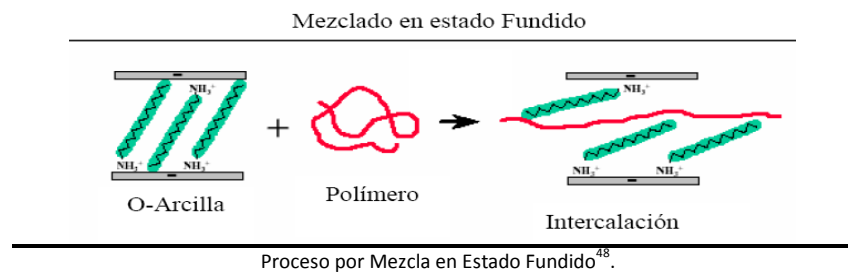 Mezclado en estado Fundido
NH₃⁺
NH₃⁺
NH₃⁺
O-Arcilla
+
Polímero
NH₃⁺
NH₃⁺
NH₃⁺
Intercalación
Proceso por Mezcla en Estado Fundido⁴⁸.